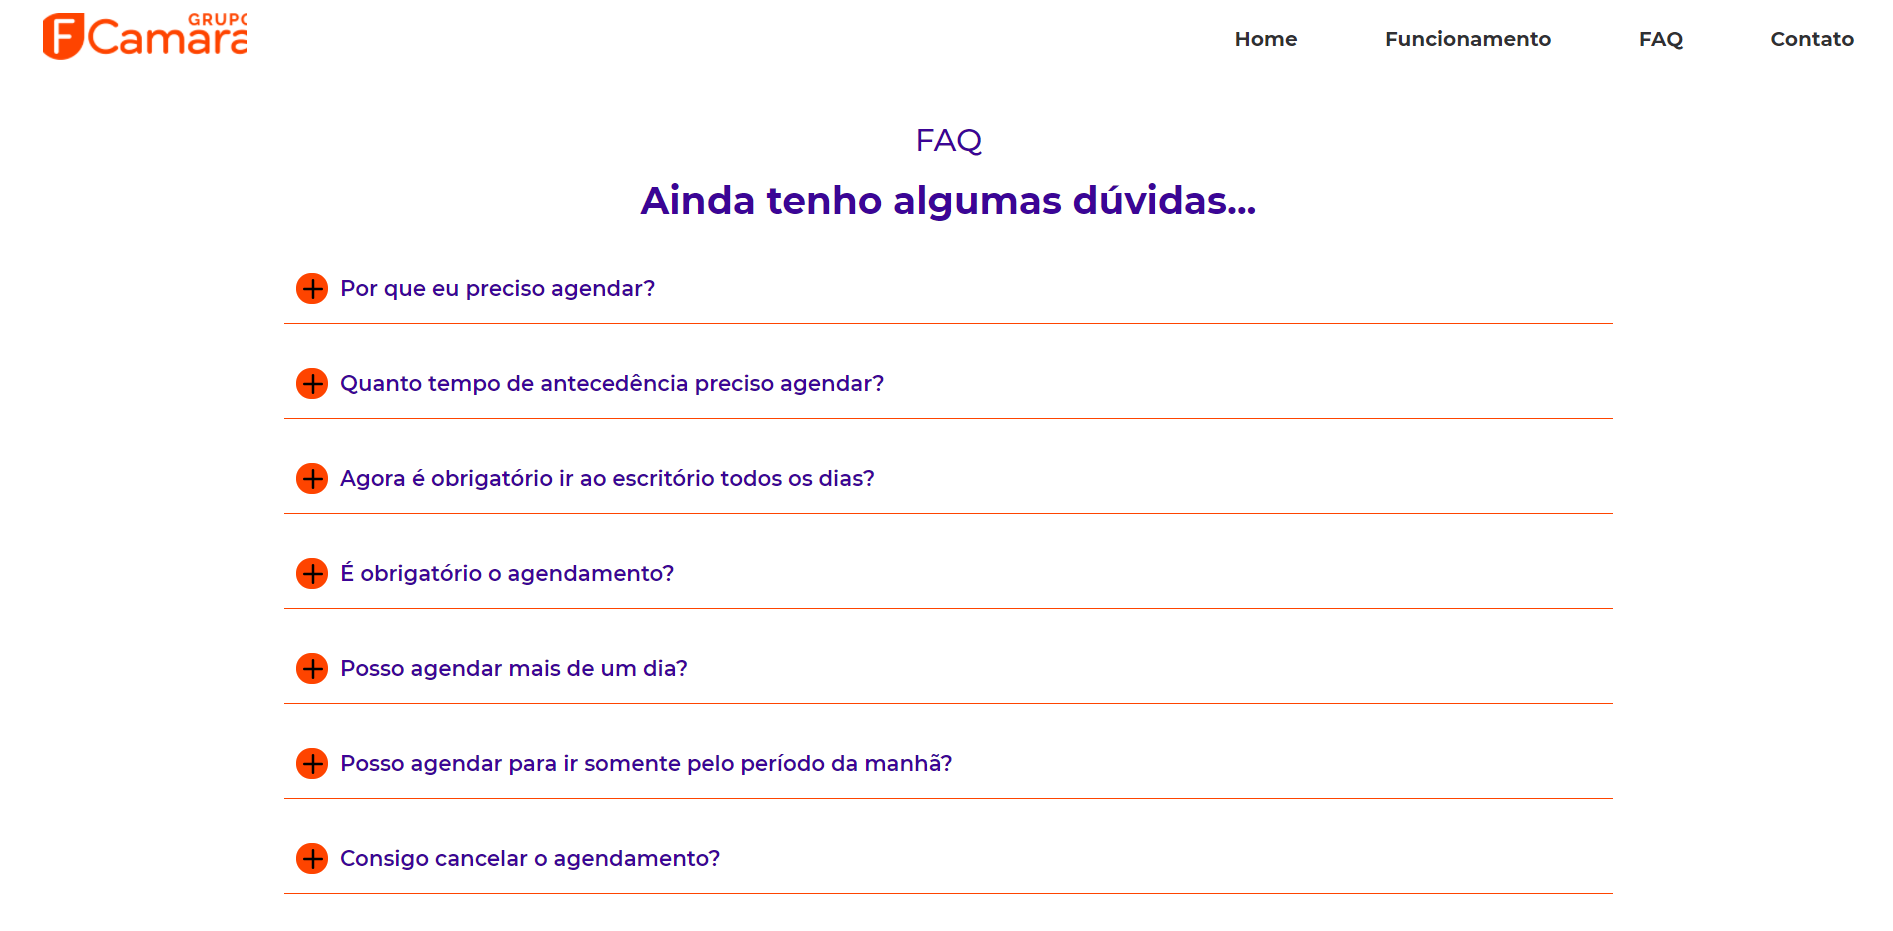 GRUPO
FCamara
Home Funcionamento FAQ Contato
FAQ
Ainda tenho algumas dúvidas...
Por que eu preciso agendar?
Quanto tempo de antecedência preciso agendar?
Agora é obrigatório ir ao escritório todos os dias?
É obrigatório o agendamento?
Posso agendar mais de um dia?
Posso agendar para ir somente pelo período da manhã?
Consigo cancelar o agendamento?